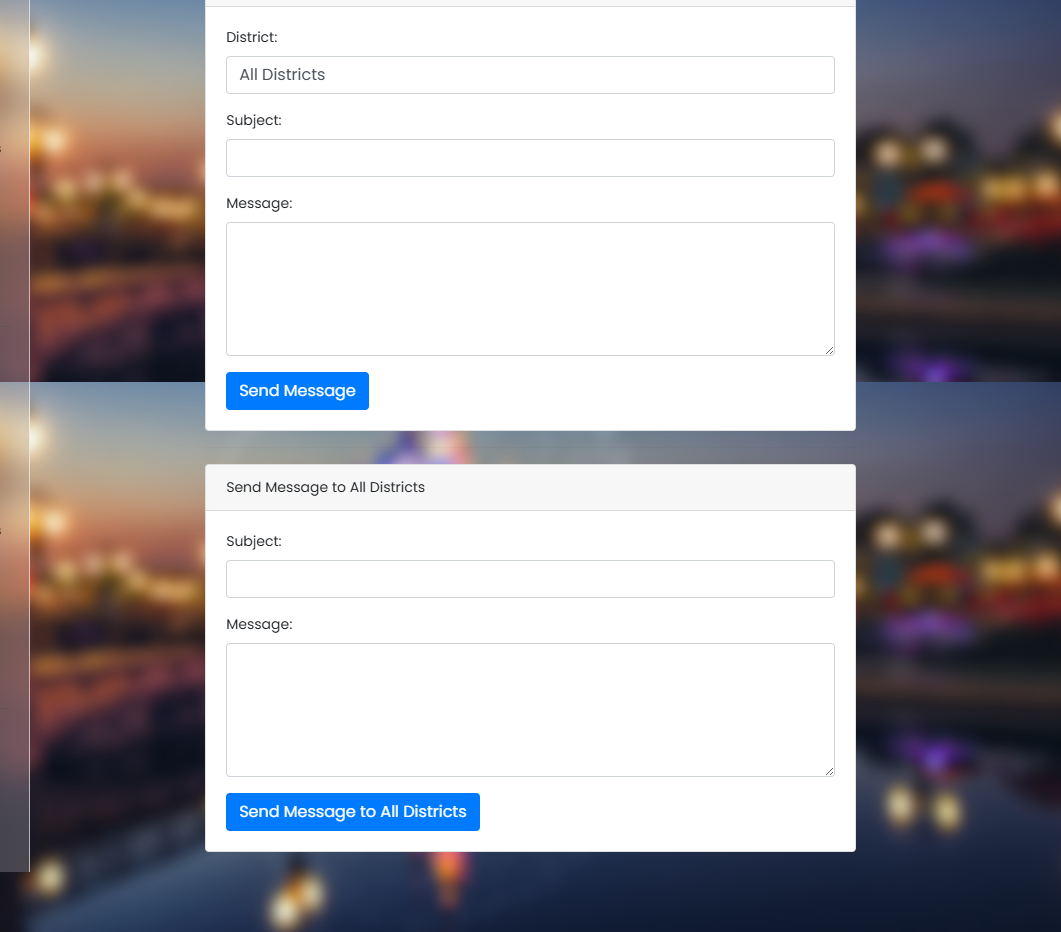 District:
All Districts
Subject:
Message:
Send Message
Send Message to All Districts
Subject:
Message:
Send Message to All Districts